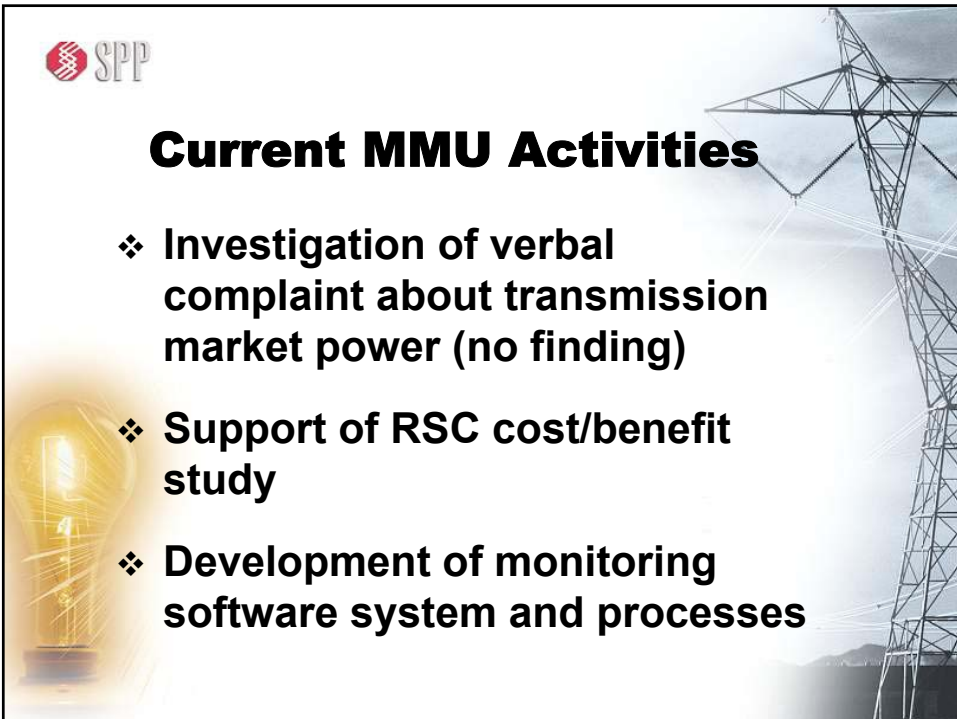 SPP
Current MMU Activities
❖ Investigation of verbal
complaint about transmission
market power (no finding)
❖ Support of RSC cost/benefit
study
❖ Development of monitoring
software system and processes